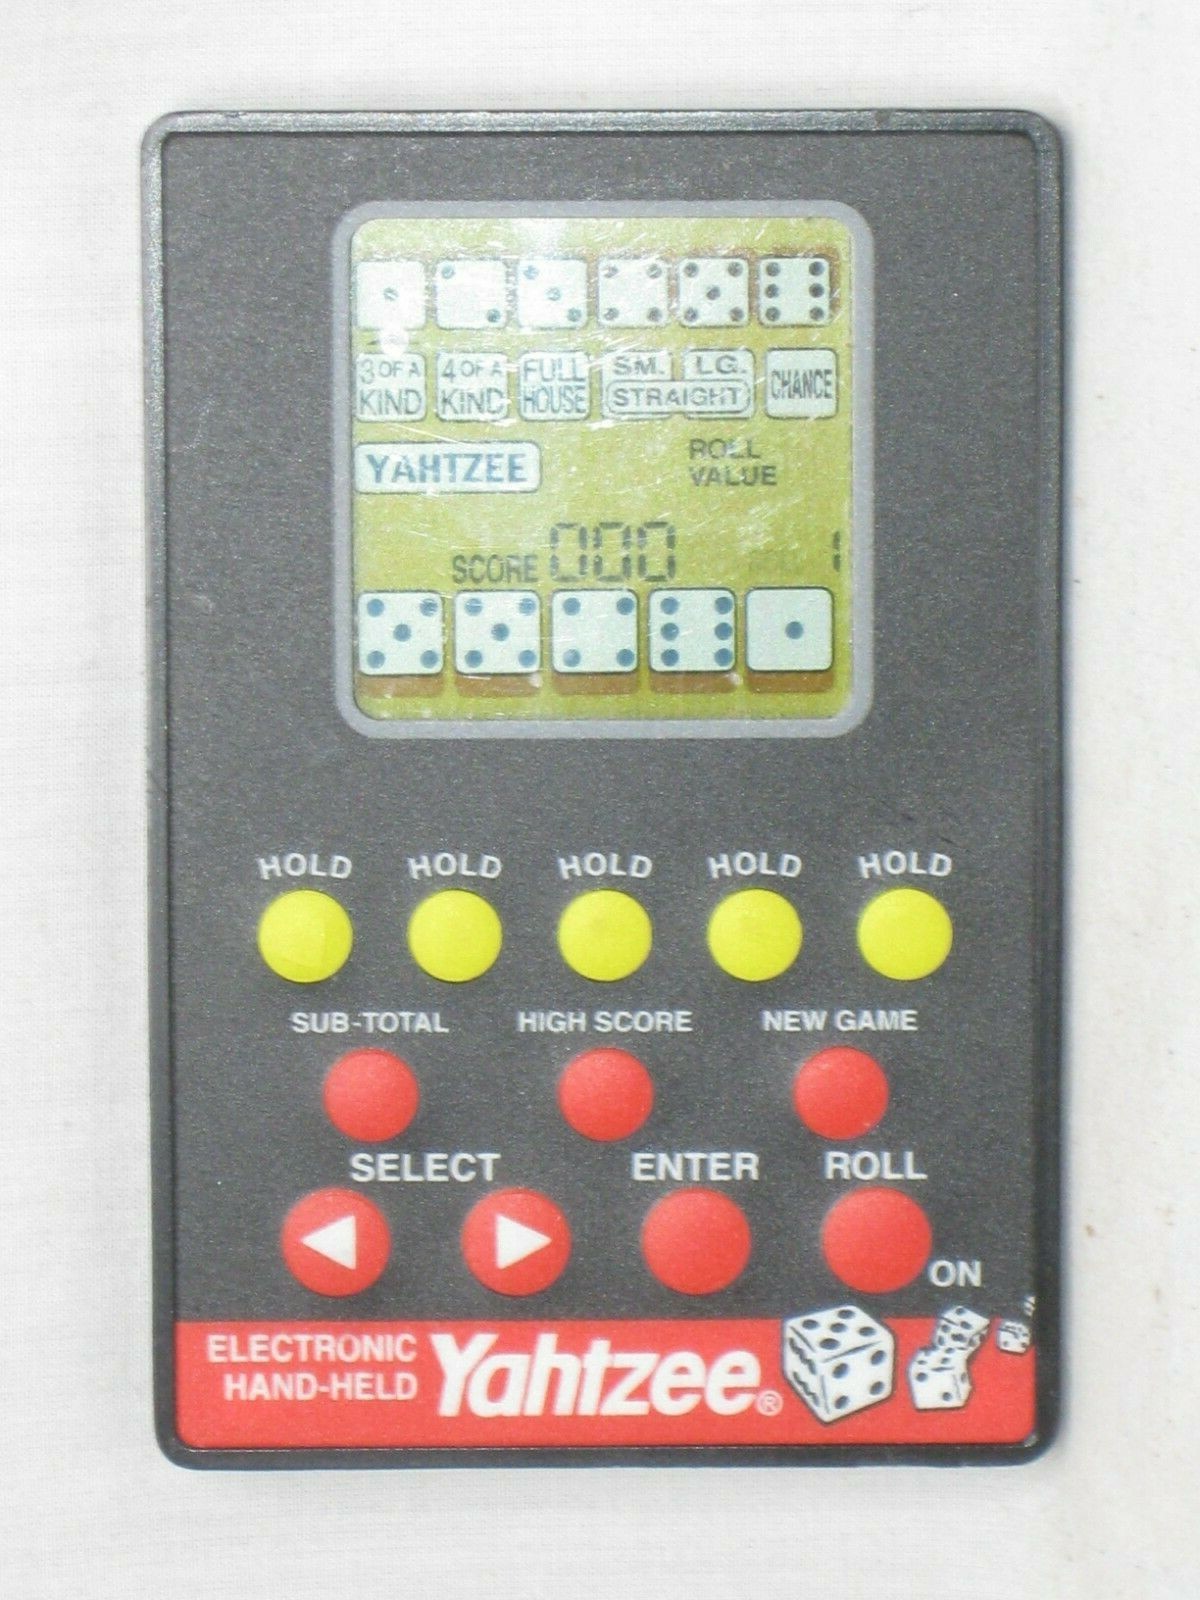 3 OF A KIND
4 OF A KIND
FULL HOUSE
SM. LG.
STRAIGHT
CHANCE
YAHTZEE
ROLL
VALUE
SCORE 000
1
HOLD HOLD HOLD HOLD HOLD
SUB-TOTAL HIGH SCORE NEW GAME
SELECT ENTER ROLL
ON
ELECTRONIC
HAND-HELD
Yahtzee®